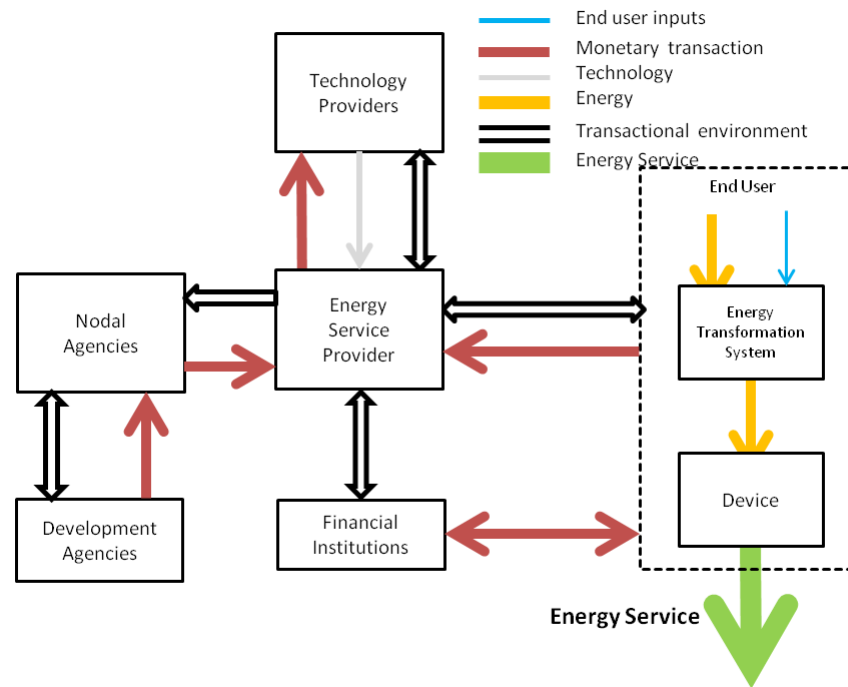 End user inputs
Monetary transaction
Technology
Energy
Transactional environment
Energy Service
Technology
Providers
End User
Nodal
Agencies
Energy
Service
Provider
Energy
Transformation
System
Device
Development
Agencies
Financial
Institutions
Energy Service